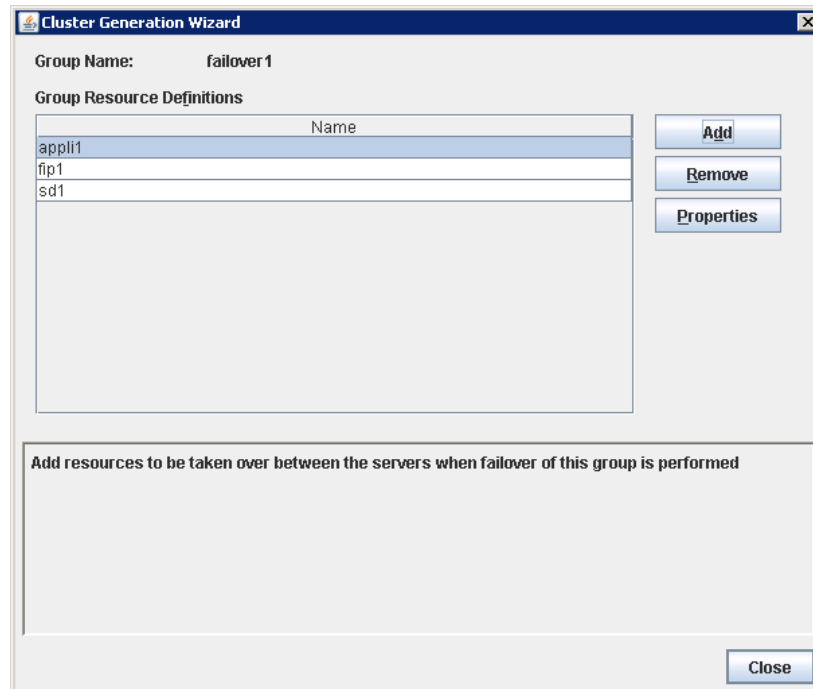 Cluster Generation Wizard
Group Name: failover1
Group Resource Definitions
Name
appli1
fip1
sd1
Add
Remove
Properties
Add resources to be taken over between the servers when failover of this group is performed
Close